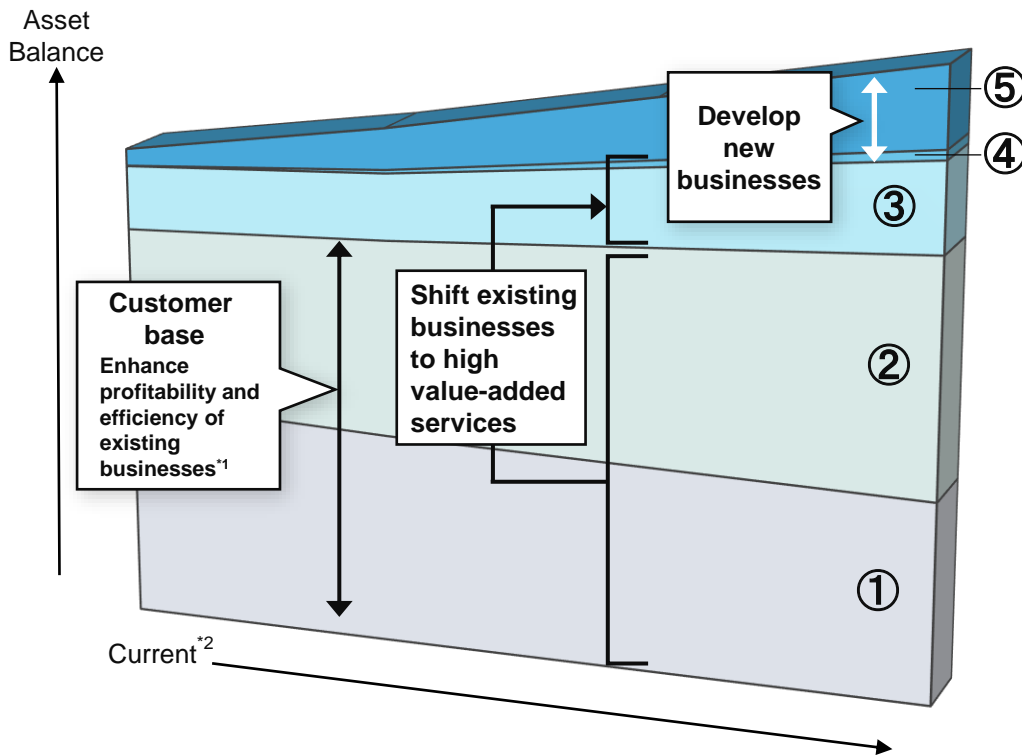 Asset
Balance
Develop
new
businesses
⑤
④
③
②
①
Customer
base
Enhance
profitability and
efficiency of
existing
businesses*1
Shift existing
businesses
to high
value-added
services
Current*2